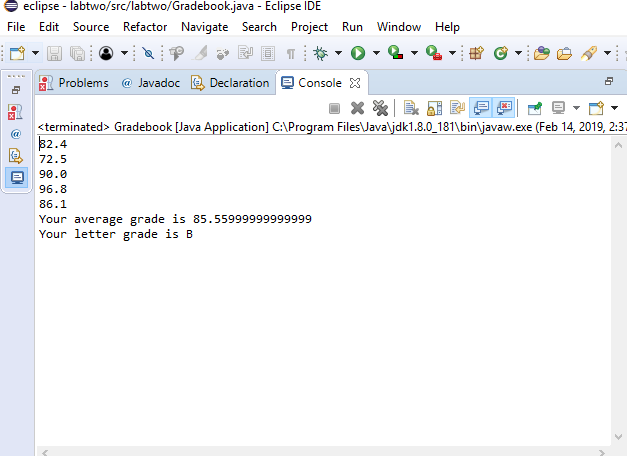 eclipse - labtwo/src/labtwo/Gradebook.java - Eclipse IDE
File Edit Source Refactor Navigate Search Project Run Window Help
Problems @ Javadoc Declaration Console
@
<terminated> Gradebook [Java Application] C:\Program Files\Java\jdk1.8.0_181\bin\javaw.exe (Feb 14, 2019, 2:37
82.4
72.5
90.0
96.8
86.1
Your average grade is 85.55999999999999
Your letter grade is B